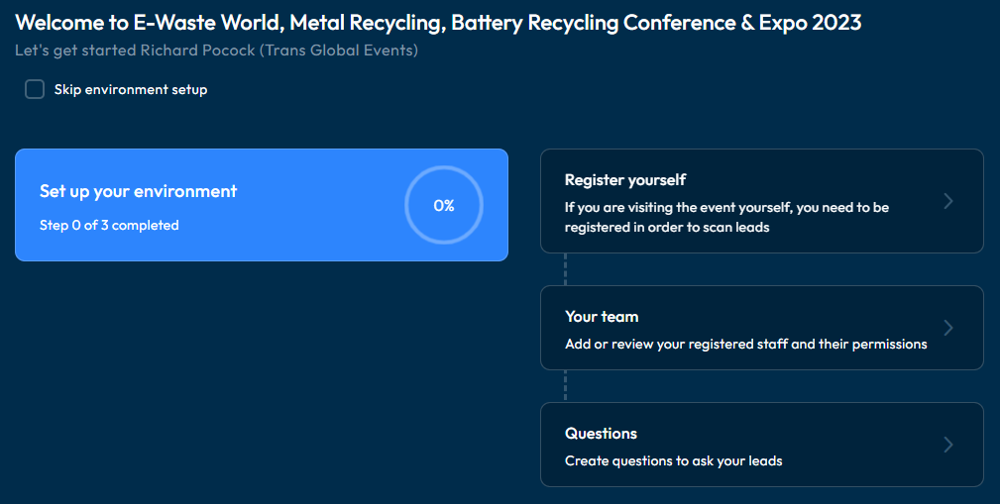 Welcome to E-Waste World, Metal Recycling, Battery Recycling Conference & Expo 2023
Let's get started Richard Pocock (Trans Global Events)
Skip environment setup
Set up your environment
Step 0 of 3 completed
0%
Register yourself
If you are visiting the event yourself, you need to be
registered in order to scan leads
Your team
Add or review your registered staff and their permissions
Questions
Create questions to ask your leads